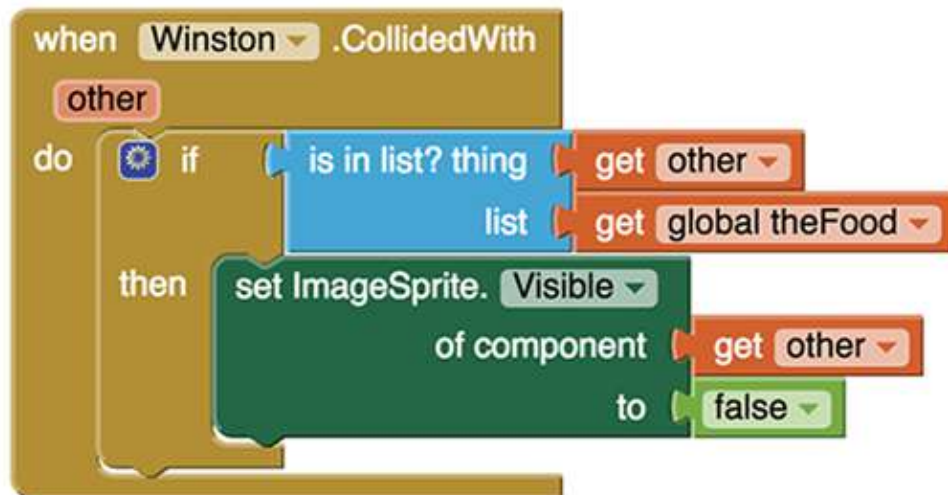 when Winston .CollidedWith
other
do if is in list? thing get other
list get global theFood
then set ImageSprite. Visible
of component get other
to false